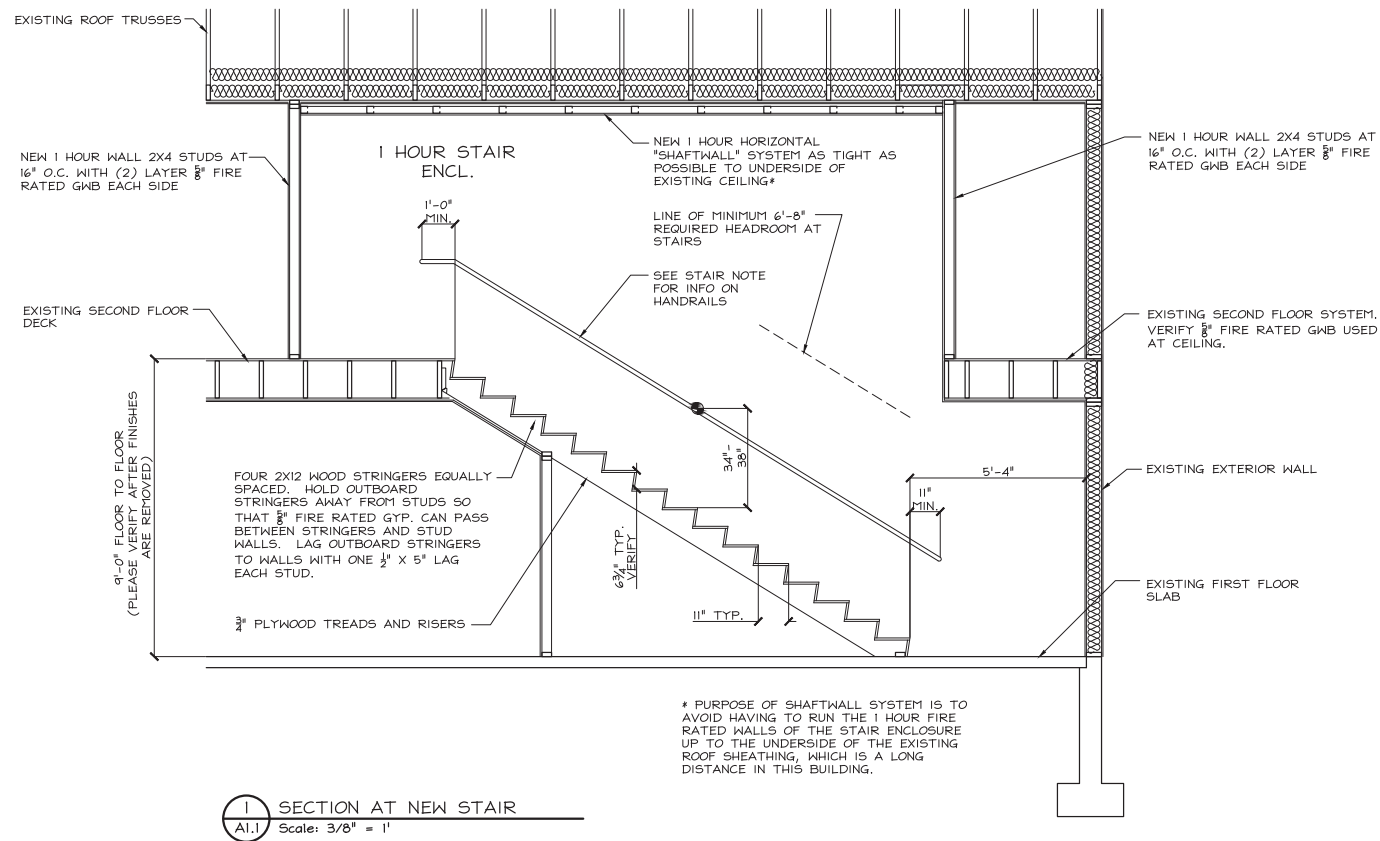 EXISTING ROOF TRUSSES
NEW 1 HOUR WALL 2X4 STUDS AT
16" O.C. WITH (2) LAYER 5/8" FIRE
RATED GWB EACH SIDE
1 HOUR STAIR
ENCL.
NEW 1 HOUR HORIZONTAL
"SHAFTWALL" SYSTEM AS TIGHT AS
POSSIBLE TO UNDERSIDE OF
EXISTING CEILING*
NEW 1 HOUR WALL 2X4 STUDS AT
16" O.C. WITH (2) LAYER 5/8" FIRE
RATED GWB EACH SIDE
1'-0"
MIN.
LINE OF MINIMUM 6'-8"
REQUIRED HEADROOM AT
STAIRS
SEE STAIR NOTE
FOR INFO ON
HANDRAILS
EXISTING SECOND FLOOR
DECK
EXISTING SECOND FLOOR SYSTEM.
VERIFY 5/8" FIRE RATED GWB USED
AT CEILING.
9'-0" FLOOR TO FLOOR
(PLEASE VERIFY AFTER FINISHES
ARE REMOVED)
34"-
38"
5'-4"
11"
MIN.
EXISTING EXTERIOR WALL
FOUR 2X12 WOOD STRINGERS EQUALLY
SPACED. HOLD OUTBOARD
STRINGERS AWAY FROM STUDS SO
THAT 5/8" FIRE RATED GYP. CAN PASS
BETWEEN STRINGERS AND STUD
WALLS. LAG OUTBOARD STRINGERS
TO WALLS WITH ONE 1/2" X 5" LAG
EACH STUD.
6 3/4" TYP.
VERIFY
3/4" PLYWOOD TREADS AND RISERS
11" TYP.
EXISTING FIRST FLOOR
SLAB
* PURPOSE OF SHAFTWALL SYSTEM IS TO
AVOID HAVING TO RUN THE 1 HOUR FIRE
RATED WALLS OF THE STAIR ENCLOSURE
UP TO THE UNDERSIDE OF THE EXISTING
ROOF SHEATHING, WHICH IS A LONG
DISTANCE IN THIS BUILDING.
1
A1.1
SECTION AT NEW STAIR
Scale: 3/8" = 1'